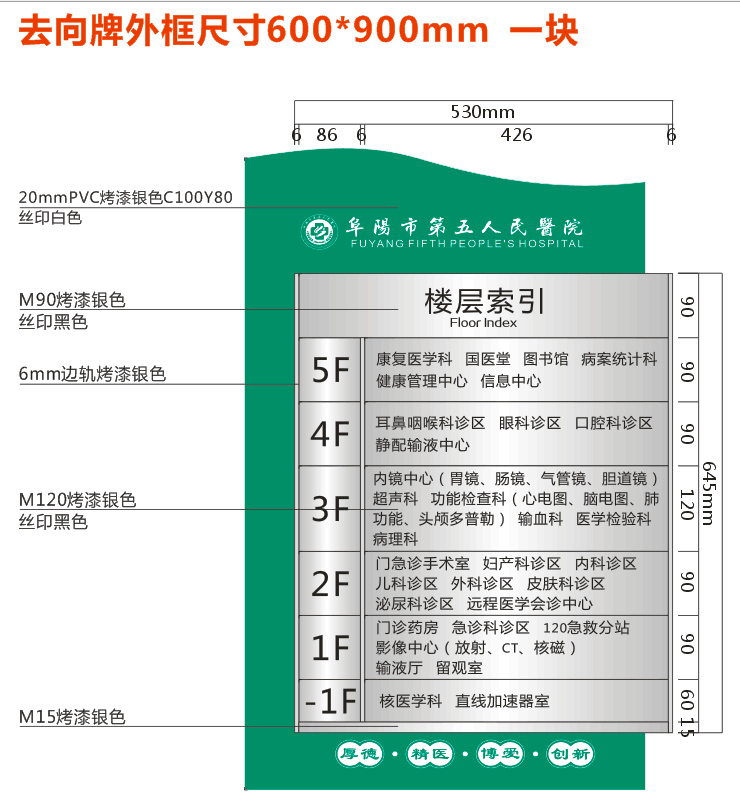 去向牌外框尺寸600*900mm 一块
530mm
6 86 6 426 6
20mmPVC烤漆银色C100Y80
丝印白色
阜陽市第五人民醫院
FUYANG FIFTH PEOPLE'S HOSPITAL
M90烤漆银色
丝印黑色
楼层索引
Floor Index
90
6mm边轨烤漆银色
5F
康复医学科 国医堂 图书馆 病案统计科
健康管理中心 信息中心
90
4F
耳鼻咽喉科诊区 眼科诊区 口腔科诊区
静配输液中心
90
645mm
M120烤漆银色
丝印黑色
3F
内镜中心（胃镜、肠镜、气管镜、胆道镜）
超声科 功能检查科（心电图、脑电图、肺
功能、头颅多普勒） 输血科 医学检验科
病理科
120
2F
门急诊手术室 妇产科诊区 内科诊区
儿科诊区 外科诊区 皮肤科诊区
泌尿科诊区 远程医学会诊中心
90
1F
门诊药房 急诊科诊区 120急救分站
影像中心（放射、CT、核磁）
输液厅 留观室
90
-1F
核医学科 直线加速器室
60
M15烤漆银色
15
厚德·精医·博爱·创新